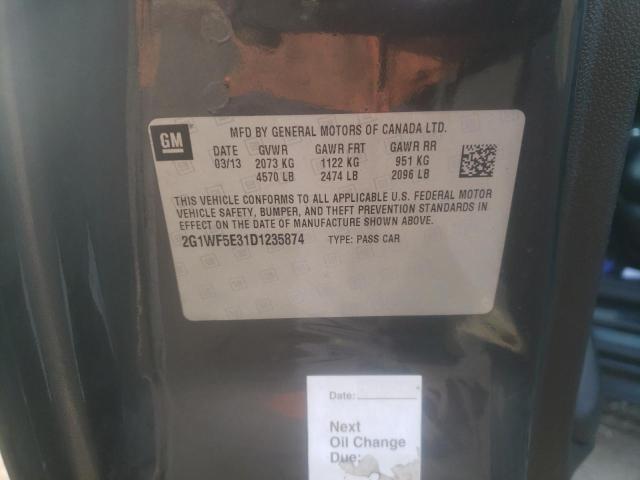 GM
MFD BY GENERAL MOTORS OF CANADA LTD.
DATE GVWR GAWR FRT GAWR RR
03/13 2073 KG 1122 KG 951 KG
4570 LB 2474 LB 2096 LB
THIS VEHICLE CONFORMS TO ALL APPLICABLE U.S. FEDERAL MOTOR
VEHICLE SAFETY, BUMPER, AND THEFT PREVENTION STANDARDS IN
EFFECT ON THE DATE OF MANUFACTURE SHOWN ABOVE.
2G1WF5E31D1235874 TYPE: PASS CAR
Date:
Next
Oil Change
Due: